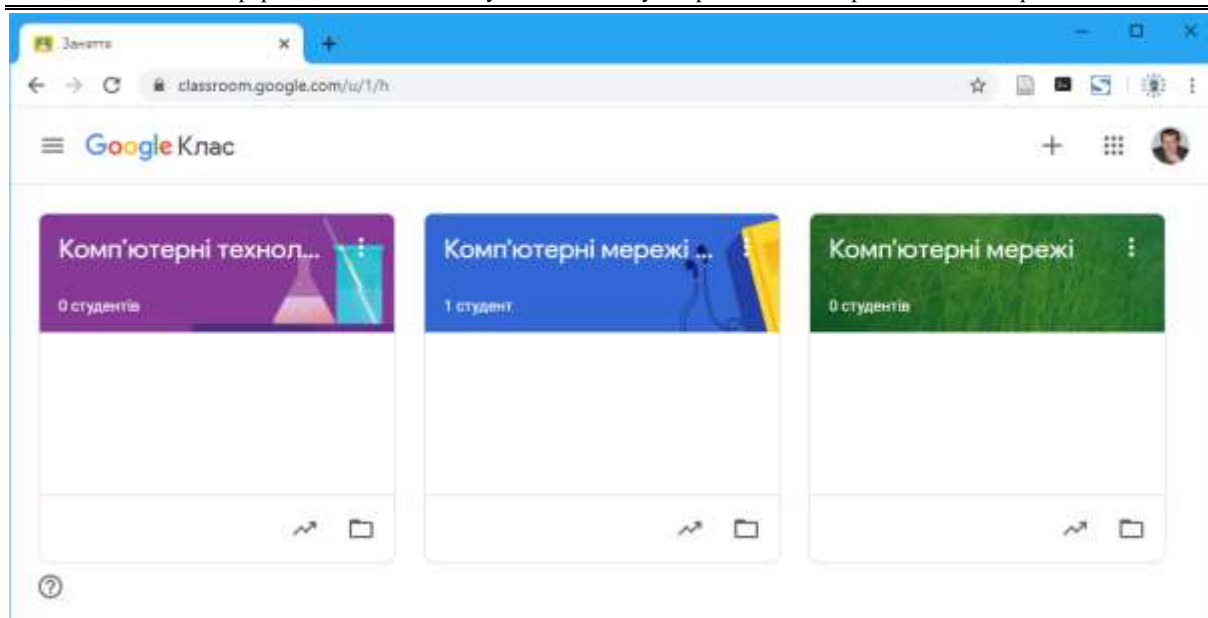 Заняття
classroom.google.com/u/1/h
Google Клас
Комп'ютерні технол...
0 студентів
Комп'ютерні мережі ...
1 студент
Комп'ютерні мережі
0 студентів